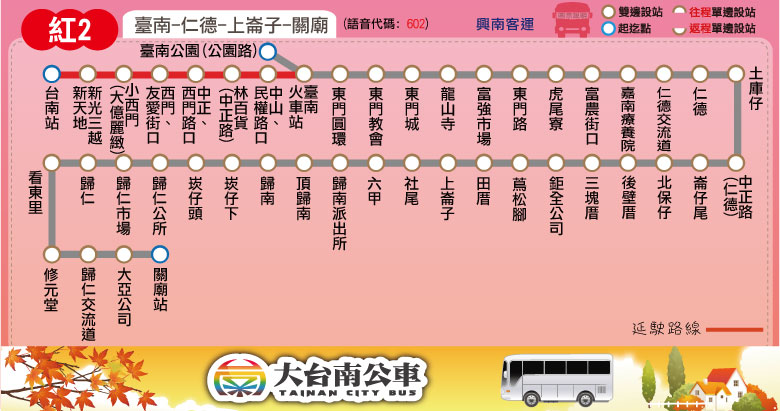 紅2
臺南-仁德-上崙子-關廟
(語音代碼: 602)
興南客運
雙邊設站
往程單邊設站
起迄點
返程單邊設站
臺南公園(公園路)
台南站
新光三越
新天地
小西門
(大億麗緻)
西門、
友愛街口
中正、
西門路口
林百貨
(中正路)
中山、
民權路口
臺南
火車站
東門圓環
東門教會
東門城
龍山寺
富強市場
東門路
虎尾寮
富農街口
嘉南療養院
仁德交流道
仁德
土庫仔
看東里
歸仁
歸仁市場
歸仁公所
崁仔頭
崁仔下
歸南
頂歸南
歸南派出所
六甲
社尾
上崙子
田厝
蔦松腳
鉅全公司
三塊厝
後壁厝
北保仔
崙仔尾
中正路
(仁德)
修元堂
歸仁交流道
大亞公司
關廟站
延駛路線
大台南公車
TAINAN CITY BUS